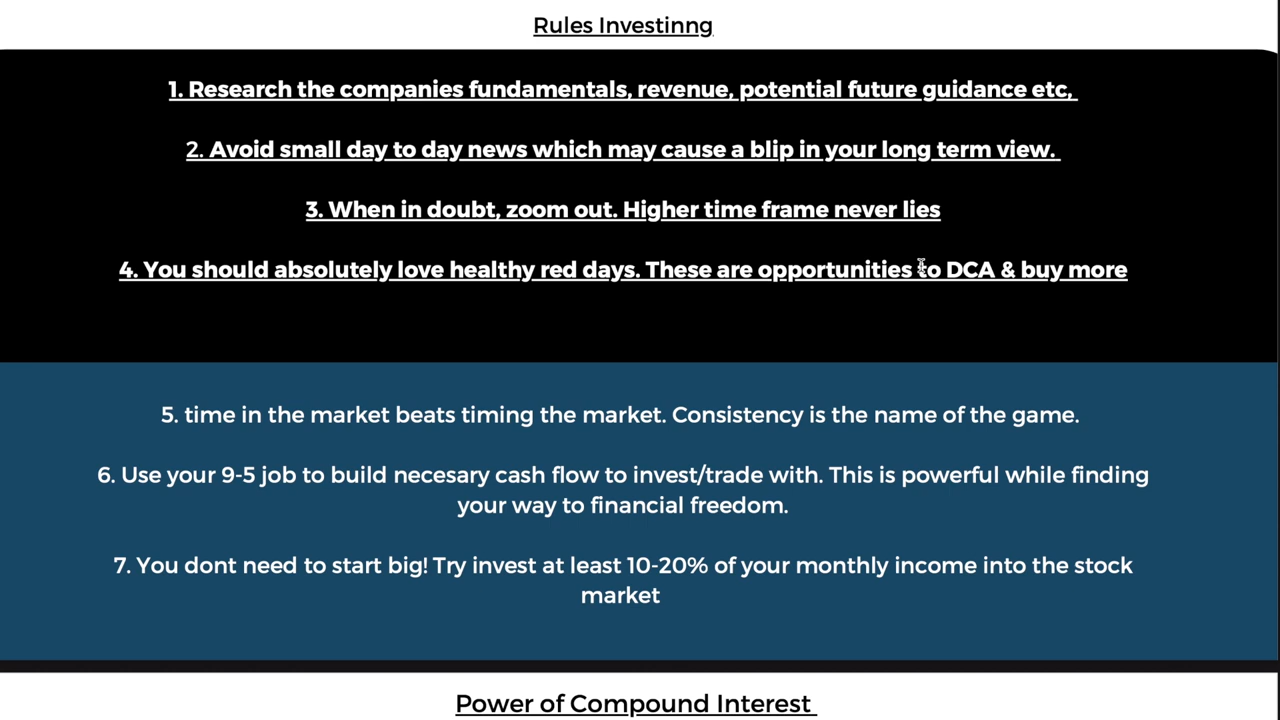 Rules Investinng
1. Research the companies fundamentals, revenue, potential future guidance etc,
2. Avoid small day to day news which may cause a blip in your long term view.
3. When in doubt, zoom out. Higher time frame never lies
4. You should absolutely love healthy red days. These are opportunities to DCA & buy more
5. time in the market beats timing the market. Consistency is the name of the game.
6. Use your 9-5 job to build necesary cash flow to invest/trade with. This is powerful while finding
your way to financial freedom.
7. You dont need to start big! Try invest at least 10-20% of your monthly income into the stock
market
Power of Compound Interest